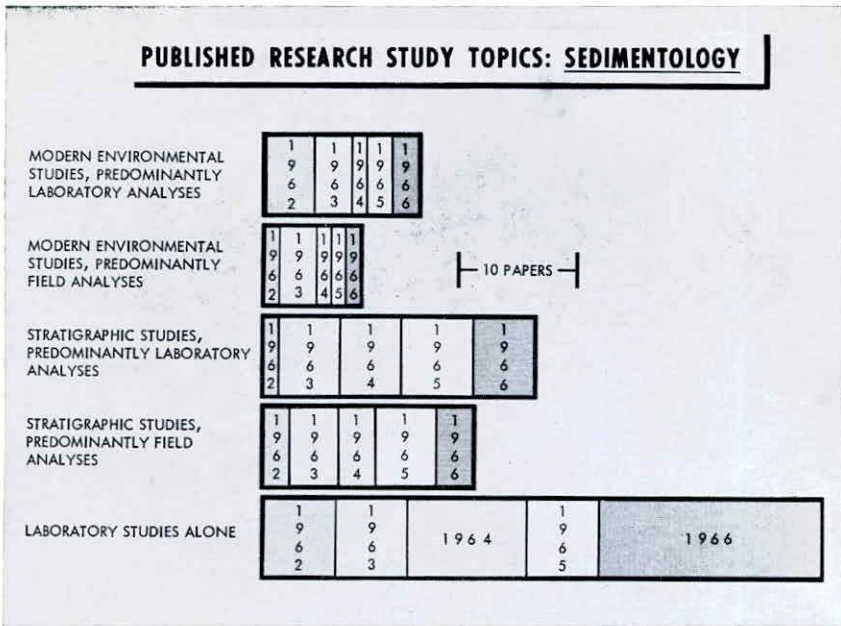 PUBLISHED RESEARCH STUDY TOPICS: SEDIMENTOLOGY
MODERN ENVIRONMENTAL
STUDIES, PREDOMINANTLY
LABORATORY ANALYSES
1962 1963 1964 1965 1966
MODERN ENVIRONMENTAL
STUDIES, PREDOMINANTLY
FIELD ANALYSES
1962 1963 1964 1965 1966
10 PAPERS
STRATIGRAPHIC STUDIES,
PREDOMINANTLY LABORATORY
ANALYSES
1962 1963 1964 1965 1966
STRATIGRAPHIC STUDIES,
PREDOMINANTLY FIELD
ANALYSES
1962 1963 1964 1965 1966
LABORATORY STUDIES ALONE
1962 1963 1964 1965 1966